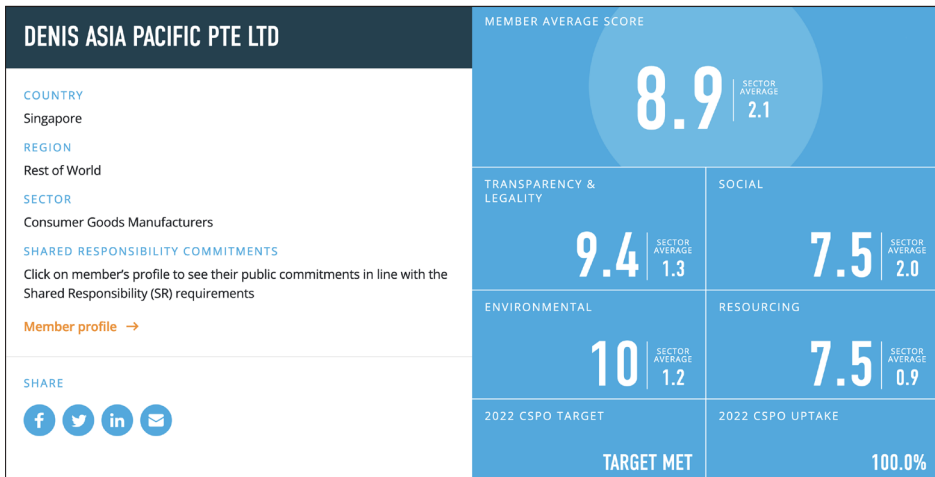 DENIS ASIA PACIFIC PTE LTD
COUNTRY
Singapore
REGION
Rest of World
SECTOR
Consumer Goods Manufacturers
SHARED RESPONSIBILITY COMMITMENTS
Click on member's profile to see their public commitments in line with the
Shared Responsibility (SR) requirements
Member profile →
SHARE
MEMBER AVERAGE SCORE
8.9
SECTOR
AVERAGE
2.1
TRANSPARENCY &
LEGALITY
9.4
SECTOR
AVERAGE
1.3
SOCIAL
7.5
SECTOR
AVERAGE
2.0
ENVIRONMENTAL
10
SECTOR
AVERAGE
1.2
RESOURCING
7.5
SECTOR
AVERAGE
0.9
2022 CSPO TARGET
TARGET MET
2022 CSPO UPTAKE
100.0%